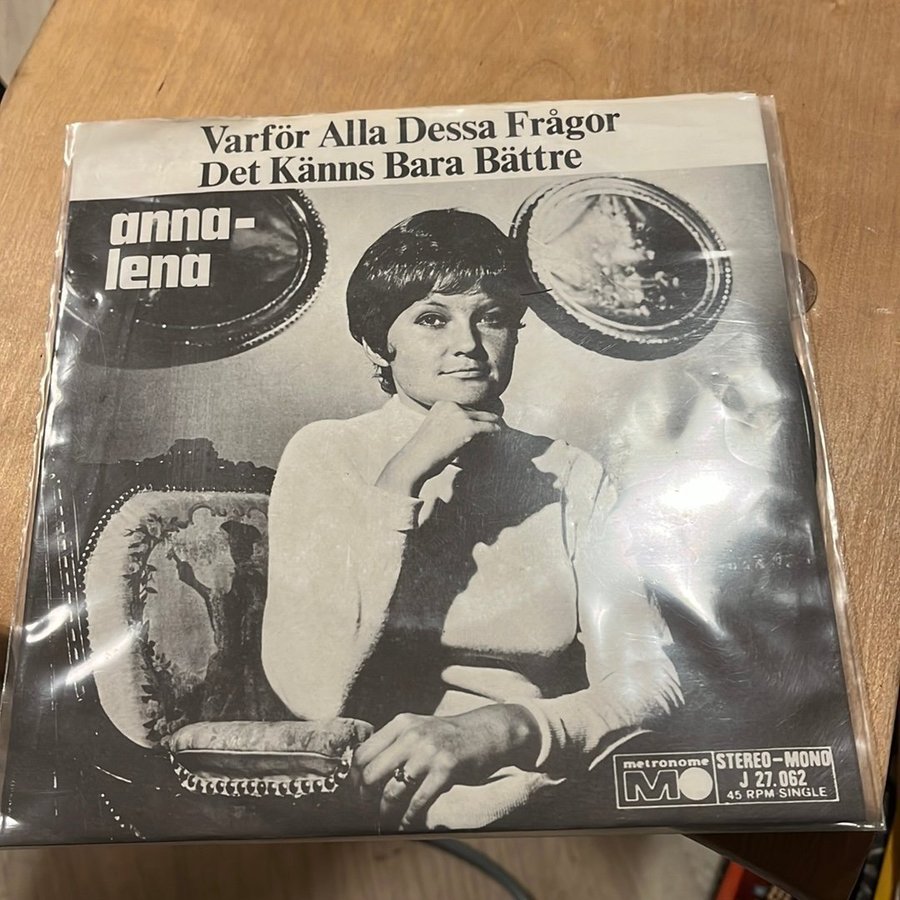 Varför Alla Dessa Frågor
Det Känns Bara Bättre
anna-
lena
metronome
M
STEREO-MONO
J 27.062
45 RPM SINGLE